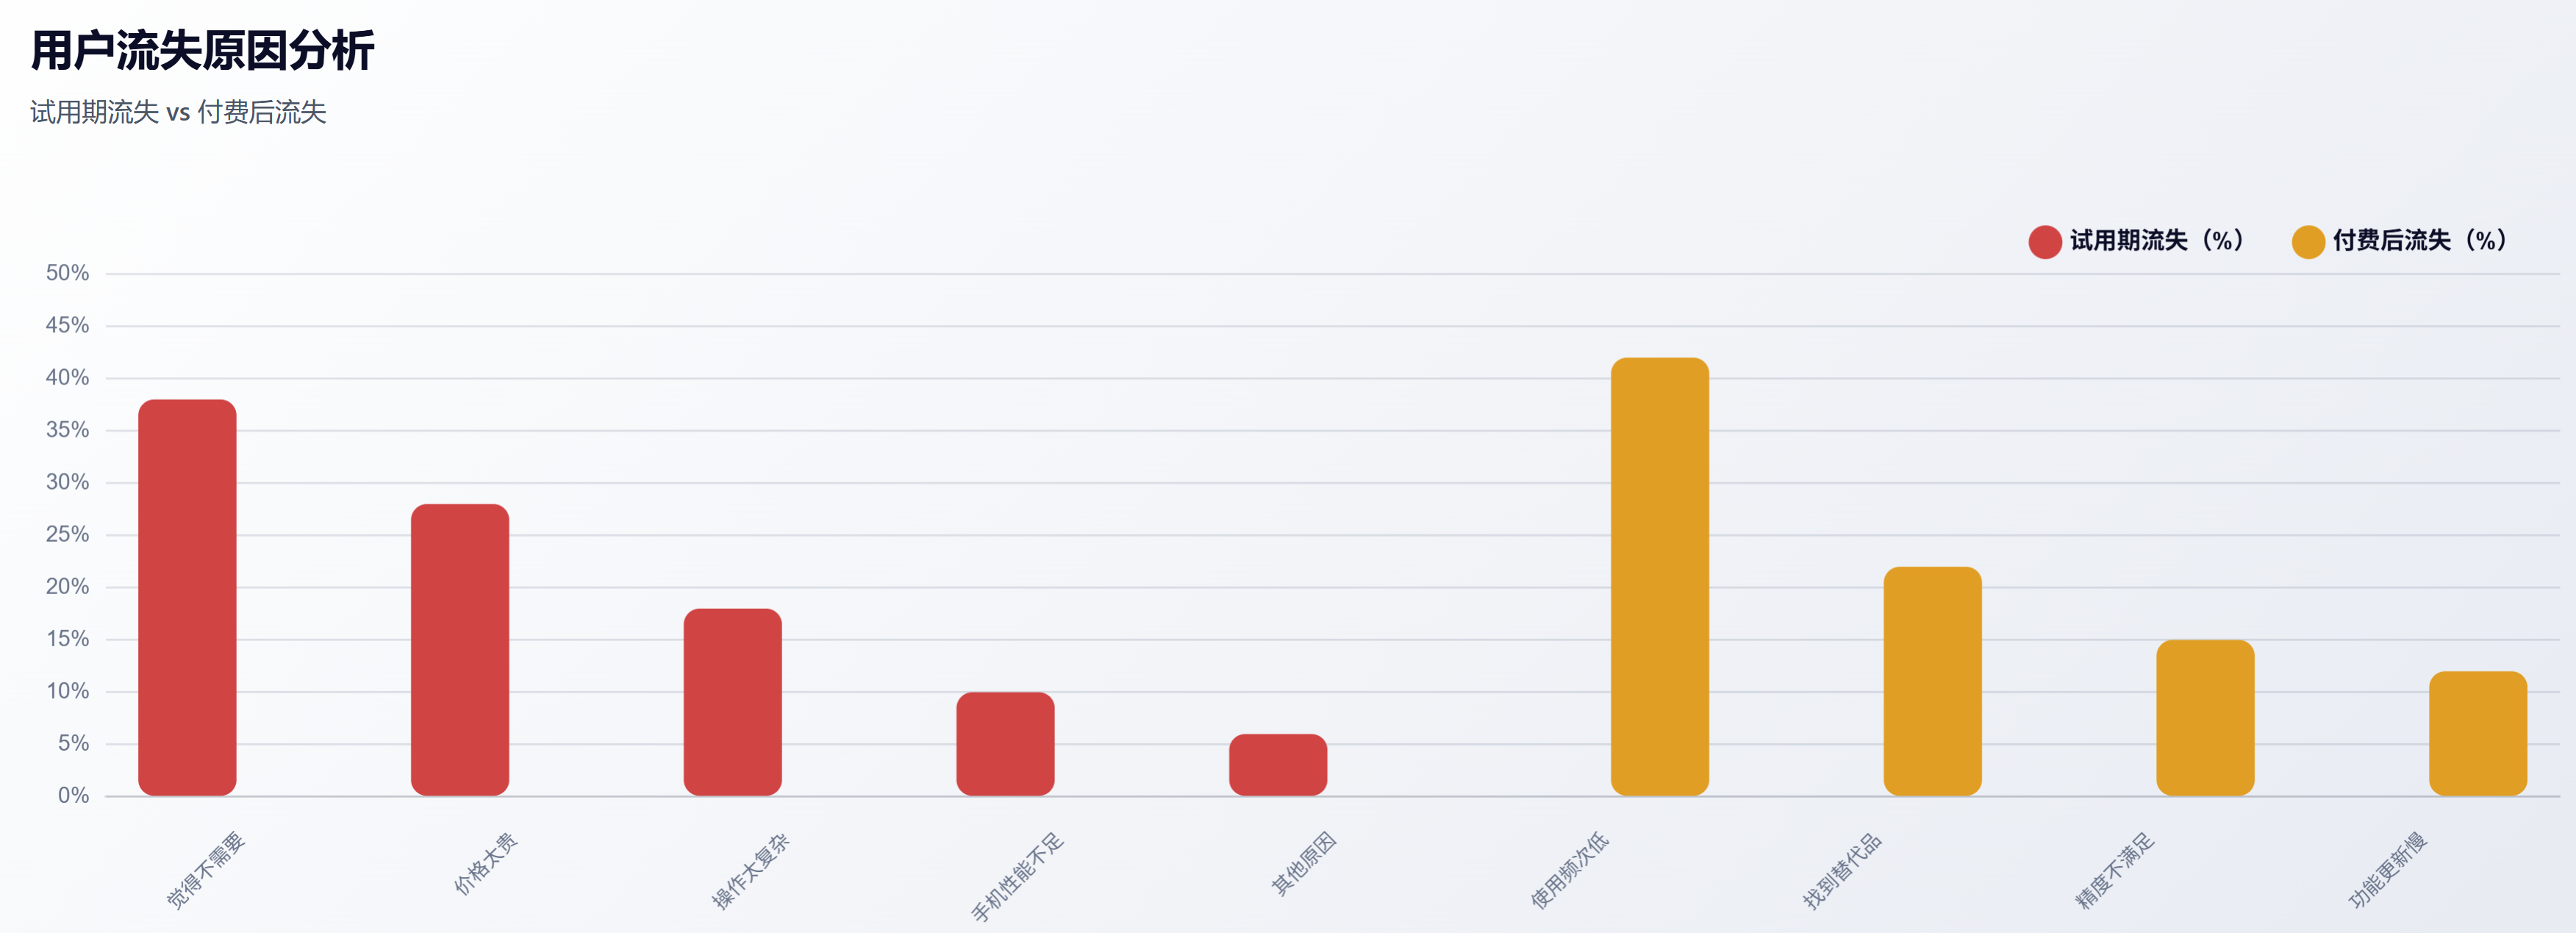 用户流失原因分析
试用期流失 vs 付费后流失
试用期流失（%）
付费后流失（%）
50%
45%
40%
35%
30%
25%
20%
15%
10%
5%
0%
觉得不需要
价格太贵
操作太复杂
手机性能不足
其他原因
使用频次低
找到替代品
精度不满足
功能更新慢